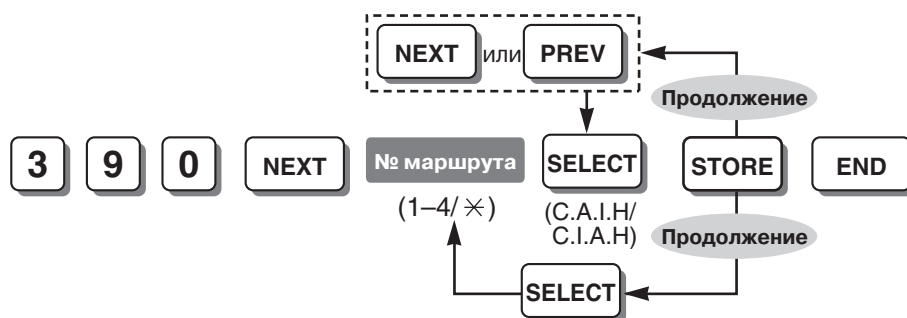 NEXT или PREV
Продолжение
3 9 0 NEXT № маршрута SELECT STORE END
(1–4/ ✳)
(C.A.I.H/
C.I.A.H)
Продолжение
SELECT